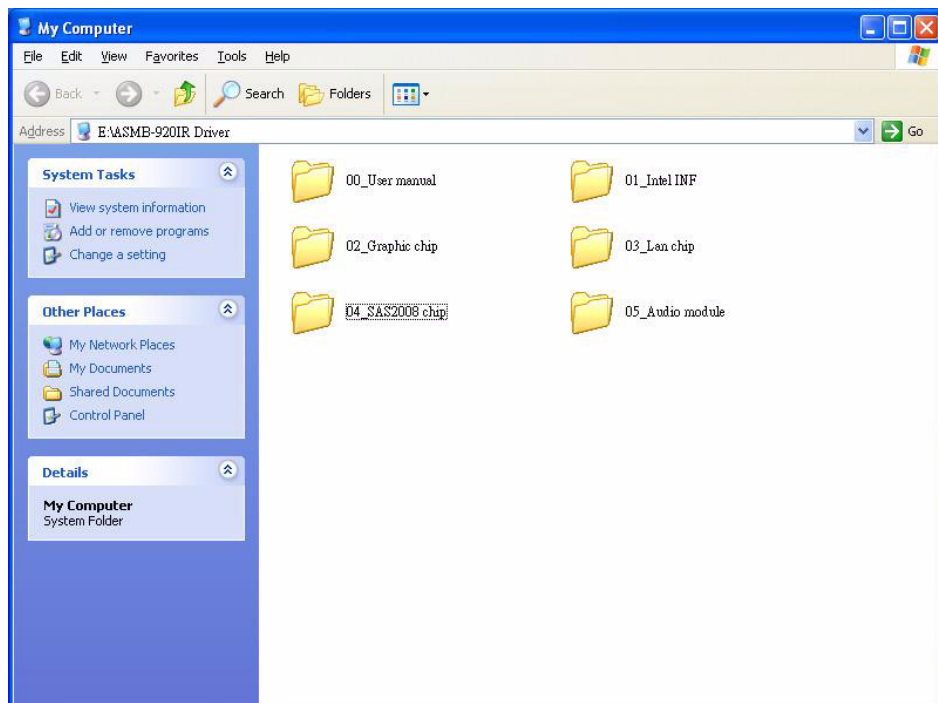 My Computer
File Edit View Favorites Tools Help
Back Search Folders
Address E:\ASMB-920IR Driver Go
System Tasks
View system information
Add or remove programs
Change a setting
Other Places
My Network Places
My Documents
Shared Documents
Control Panel
Details
My Computer
System Folder
00_User manual 01_Intel INF
02_Graphic chip 03_Lan chip
04_SAS2008 chip 05_Audio module